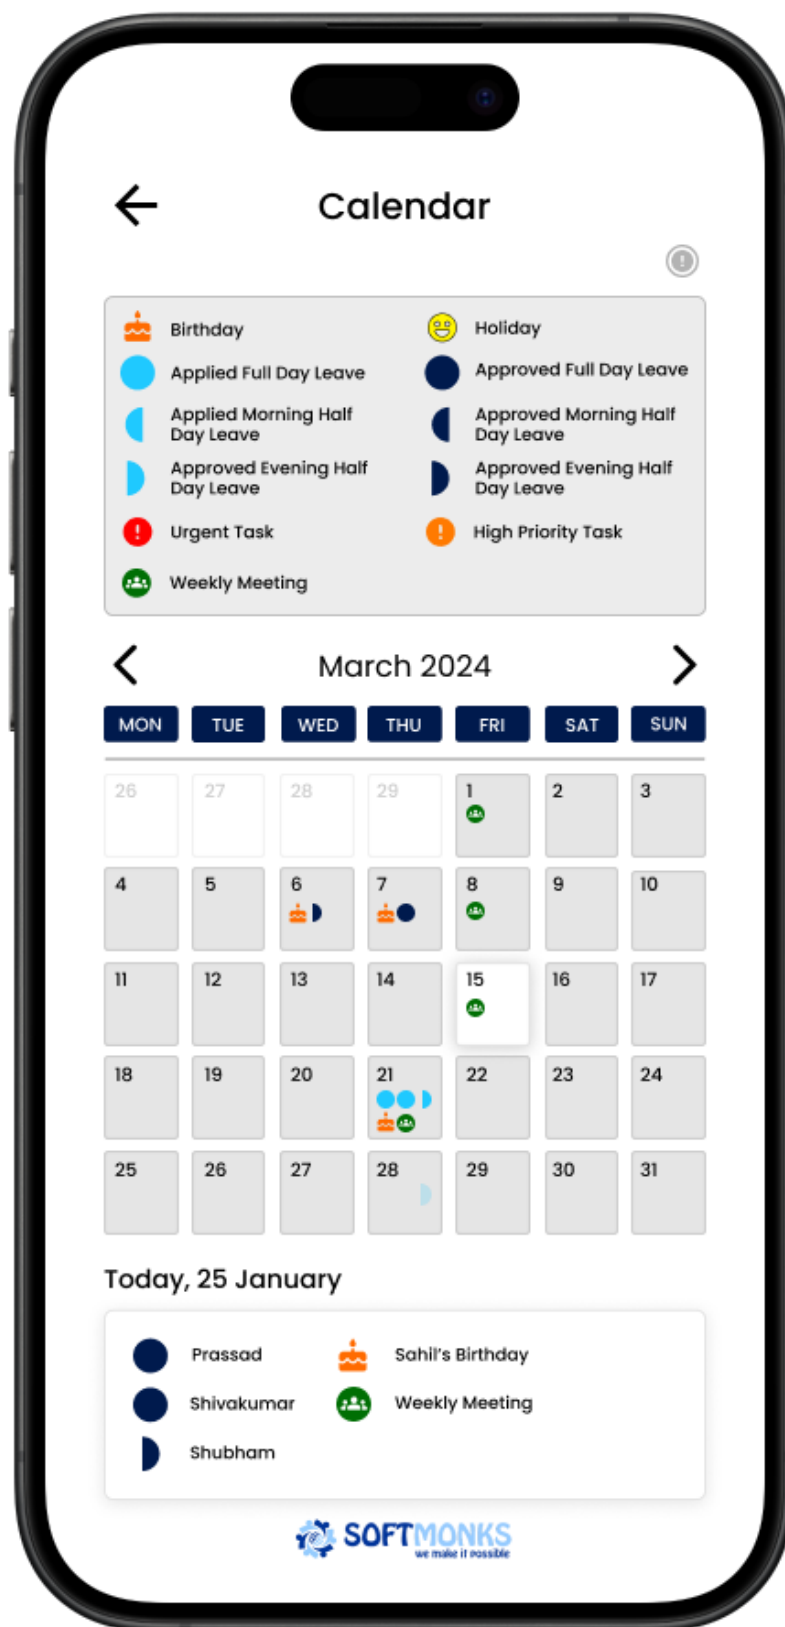 Calendar
Birthday
Holiday
Applied Full Day Leave
Approved Full Day Leave
Applied Morning Half
Day Leave
Approved Morning Half
Day Leave
Approved Evening Half
Day Leave
Approved Evening Half
Day Leave
Urgent Task
High Priority Task
Weekly Meeting
March 2024
MON TUE WED THU FRI SAT SUN
26 27 28 29 1 2 3
4 5 6 7 8 9 10
11 12 13 14 15 16 17
18 19 20 21 22 23 24
25 26 27 28 29 30 31
Today, 25 January
Prassad
Sahil's Birthday
Shivakumar
Weekly Meeting
Shubham
SOFTMONKS
we make it possible